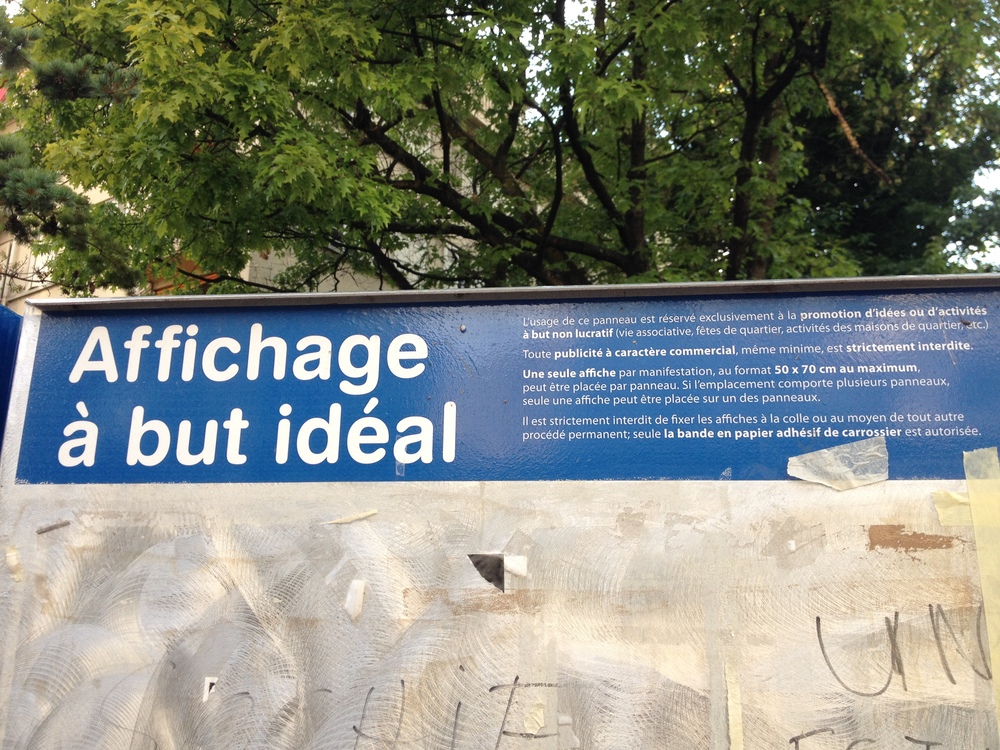 Affichage
à but idéal
L'usage de ce panneau est réservé exclusivement à la promotion d'idées ou d'activités
à but non lucratif (vie associative, fêtes de quartier, activités des maisons de quartier, etc.)
Toute publicité à caractère commercial, même minime, est strictement interdite.
Une seule affiche par manifestation, au format 50 x 70 cm au maximum,
peut être placée par panneau. Si l'emplacement comporte plusieurs panneaux,
seule une affiche peut être placée sur un des panneaux.
Il est strictement interdit de fixer les affiches à la colle ou au moyen de tout autre
procédé permanent; seule la bande en papier adhésif de carrossier est autorisée.